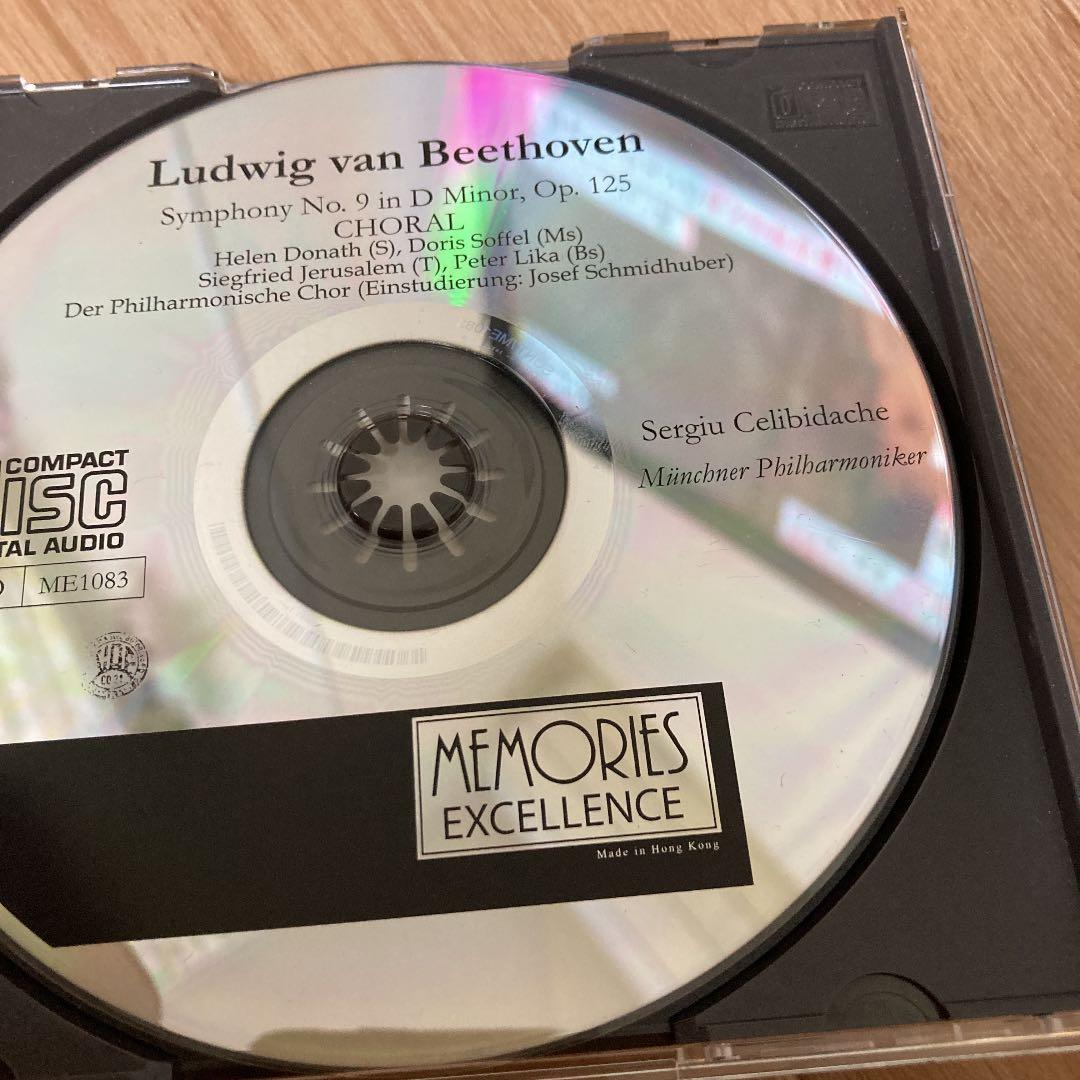 Ludwig van Beethoven
Symphony No. 9 in D Minor, Op. 125
CHORAL
Helen Donath (S), Doris Soffel (Ms)
Siegfried Jerusalem (T), Peter Lika (Bs)
Der Philharmonische Chor (Einstudierung: Josef Schmidhuber)
Sergiu Celibidache
Münchner Philharmoniker
COMPACT
ISC
TAL AUDIO
ME1083
MEMORIES
EXCELLENCE
Made in Hong Kong